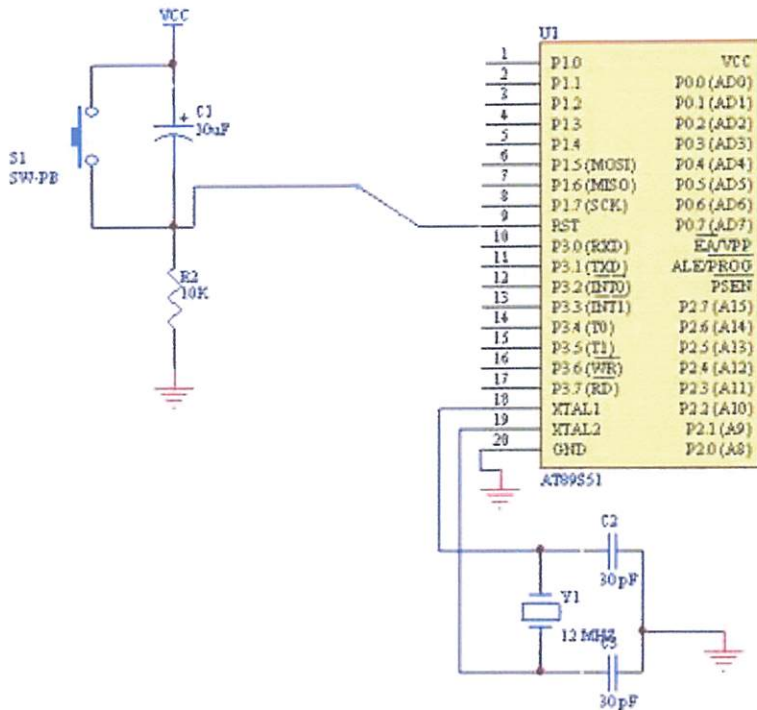 VCC
C1
10uF
S1
SW-PB
R2
10K
U1
1 P1.0 VCC
2 P1.1 P0.0(AD0)
3 P1.2 P0.1(AD1)
4 P1.3 P0.2(AD2)
5 P1.4 P0.3(AD3)
6 P1.5(MOSI) P0.4(AD4)
7 P1.6(MISO) P0.5(AD5)
8 P1.7(SCK) P0.6(AD6)
9 RST P0.7(AD7)
10 P3.0(RXD) EA/VPP
11 P3.1(TXD) ALE/PROG
12 P3.2(INT0) PSEN
13 P3.3(INT1) P2.7(A15)
14 P3.4(T0) P2.6(A14)
15 P3.5(T1) P2.5(A13)
16 P3.6(WR) P2.4(A12)
17 P3.7(RD) P2.3(A11)
18 XTAL1 P2.2(A10)
19 XTAL2 P2.1(A9)
20 GND P2.0(A8)
AT89S51
C2
30pF
Y1
12MHZ
C3
30pF